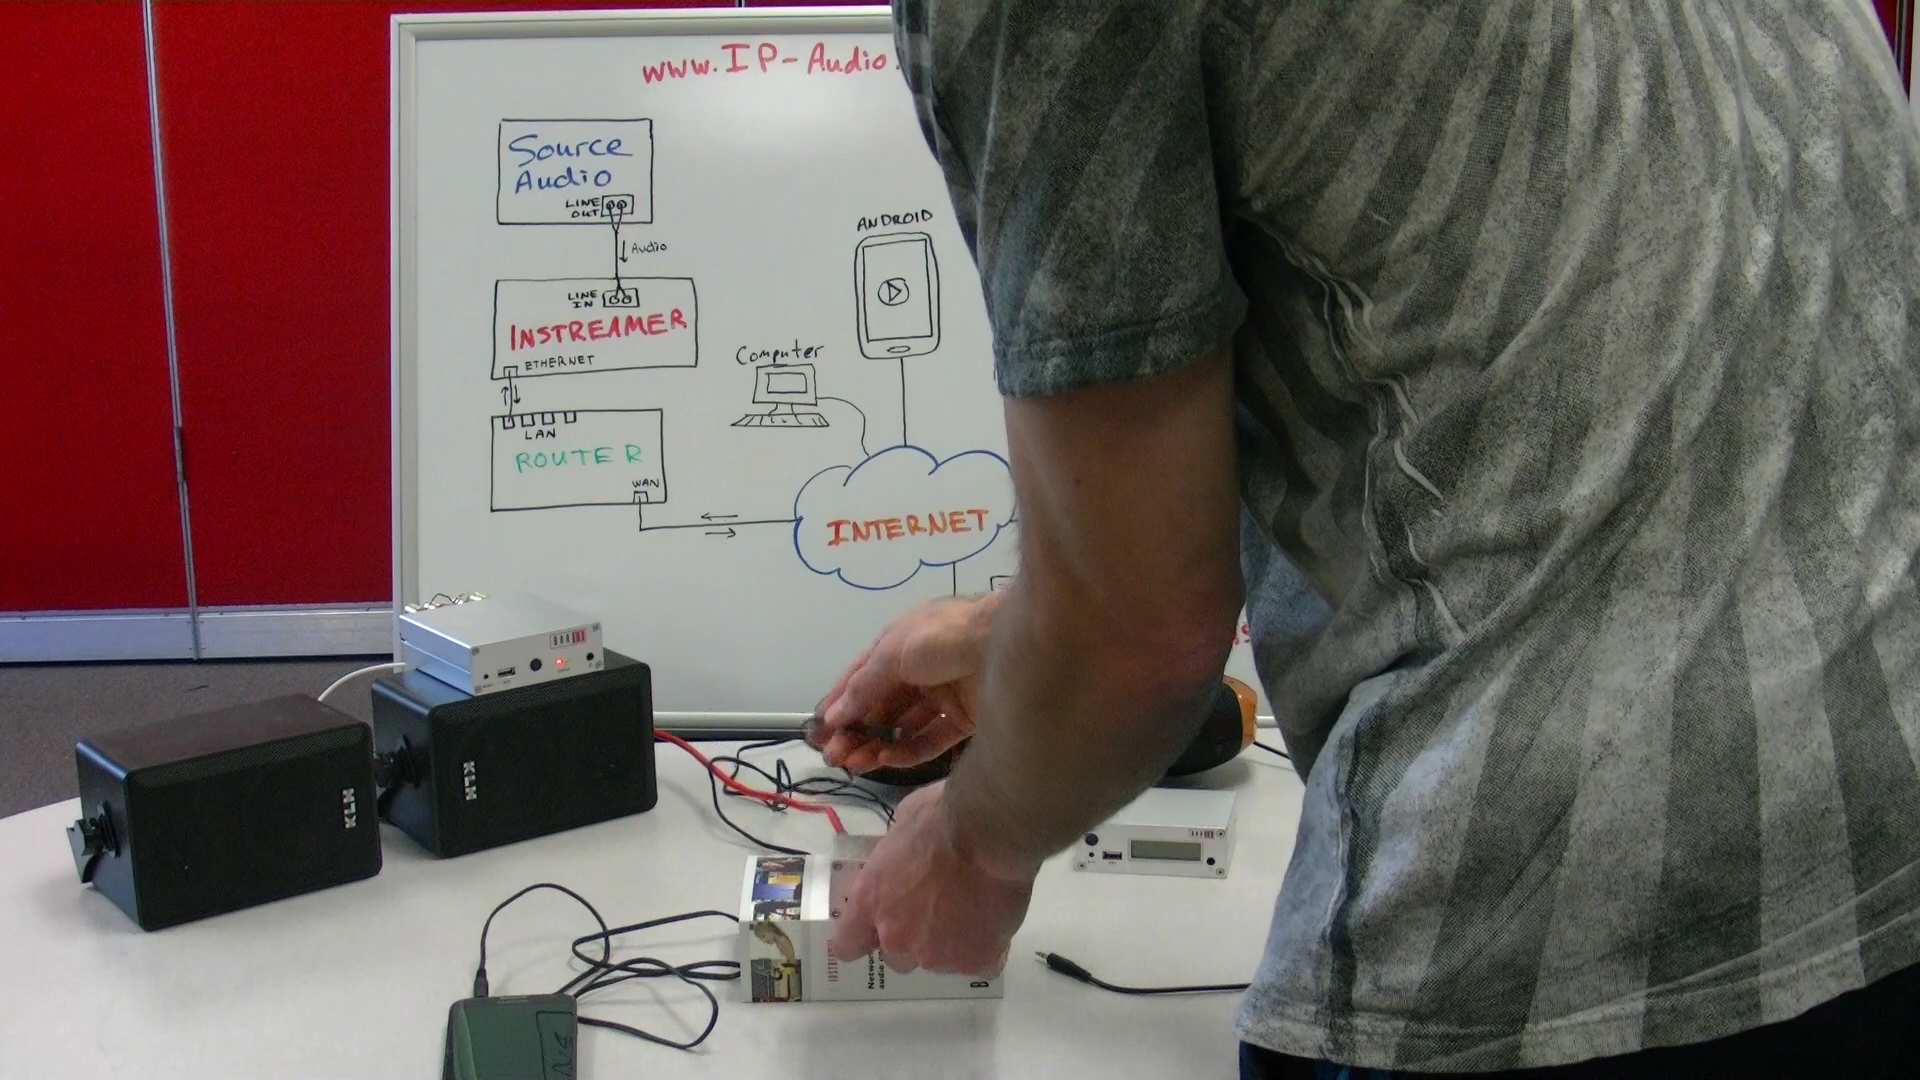 www.IP-Audio.
Source
Audio
LINE
OUT
Audio
LINE
IN
INSTREAMER
ETHERNET
LAN
ROUTER
WAN
Computer
ANDROID
INTERNET
KLH
KLH